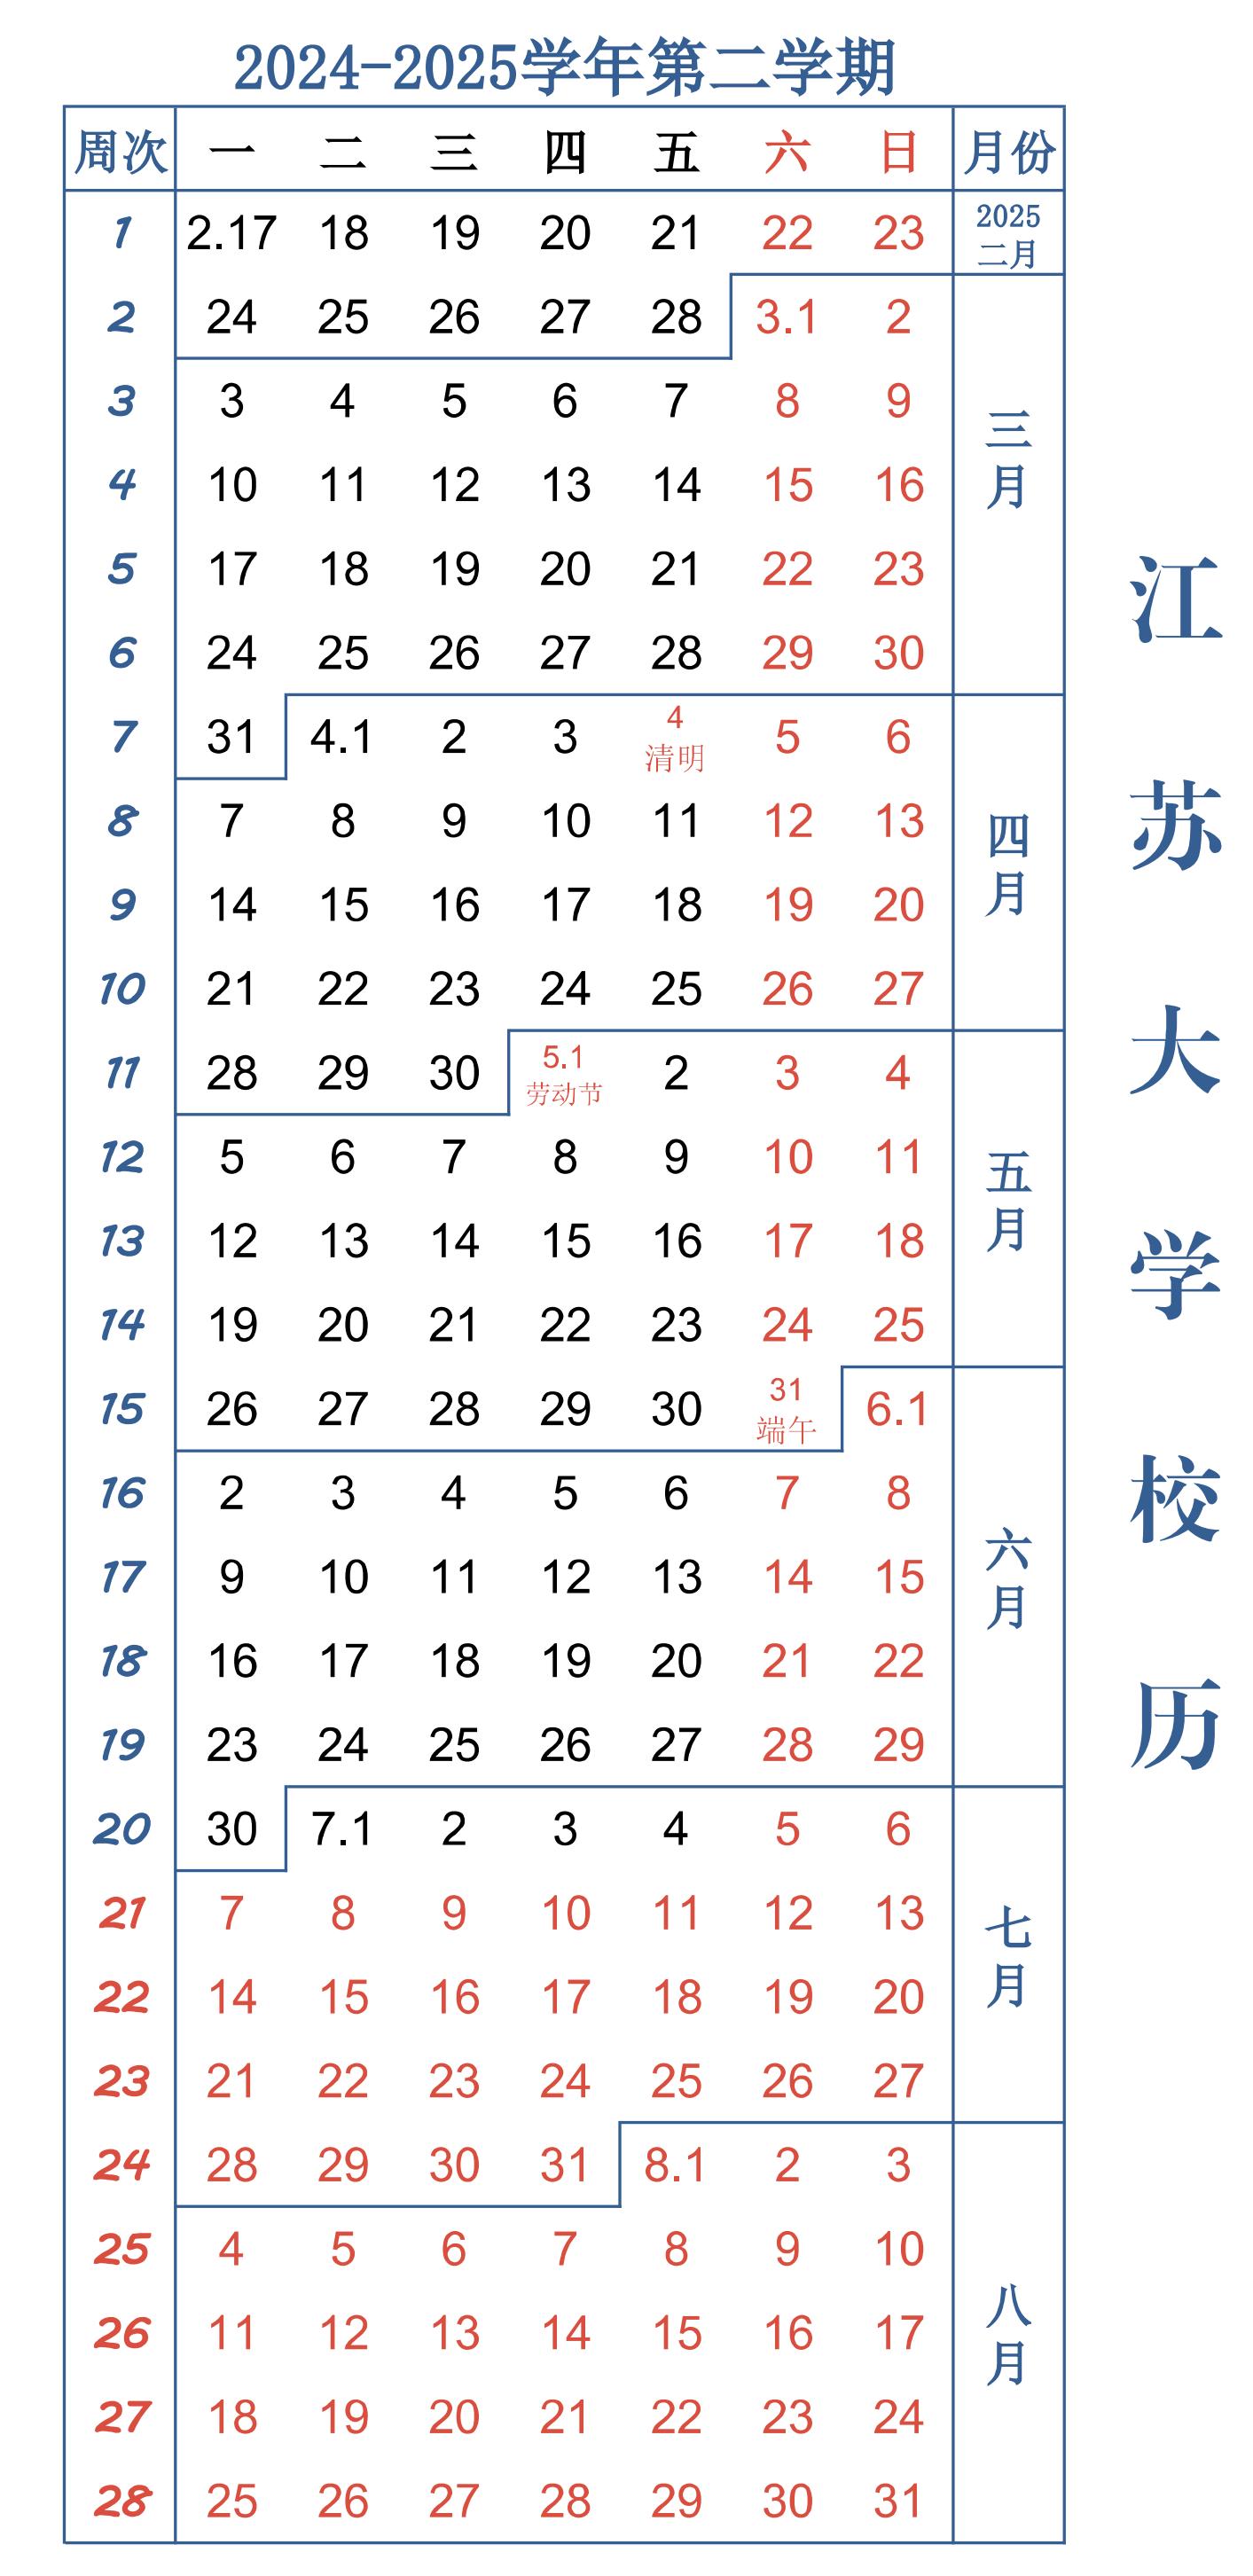 2024-2025学年第二学期
周次 一 二 三 四 五 六 日 月份
1 2.17 18 19 20 21 22 23 2025 二月
2 24 25 26 27 28 3.1 2
3 3 4 5 6 7 8 9 三月
4 10 11 12 13 14 15 16
5 17 18 19 20 21 22 23
6 24 25 26 27 28 29 30
7 31 4.1 2 3 4 清明 5 6
8 7 8 9 10 11 12 13 四月
9 14 15 16 17 18 19 20
10 21 22 23 24 25 26 27
11 28 29 30 5.1 劳动节 2 3 4
12 5 6 7 8 9 10 11 五月
13 12 13 14 15 16 17 18
14 19 20 21 22 23 24 25
15 26 27 28 29 30 31 端午 6.1
16 2 3 4 5 6 7 8
17 9 10 11 12 13 14 15 六月
18 16 17 18 19 20 21 22
19 23 24 25 26 27 28 29
20 30 7.1 2 3 4 5 6
21 7 8 9 10 11 12 13 七月
22 14 15 16 17 18 19 20
23 21 22 23 24 25 26 27
24 28 29 30 31 8.1 2 3
25 4 5 6 7 8 9 10
26 11 12 13 14 15 16 17 八月
27 18 19 20 21 22 23 24
28 25 26 27 28 29 30 31
江苏大学校历